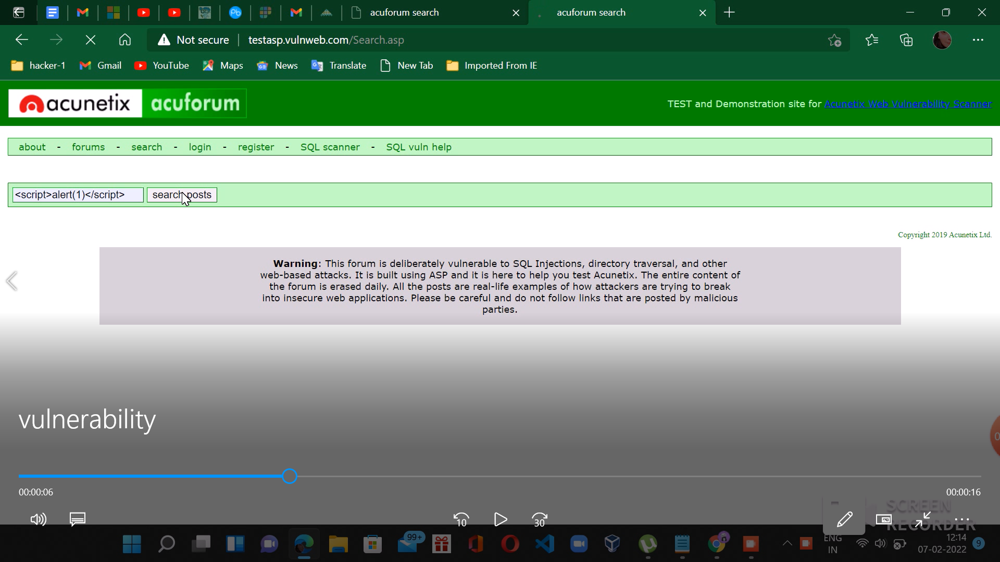 acuforum search
acuforum search
Not secure
testasp.vulnweb.com/Search.asp
hacker-1
Gmail
YouTube
Maps
News
Translate
New Tab
Imported From IE
acunetix acuforum
TEST and Demonstration site for Acunetix Web Vulnerability Scanner
about - forums - search - login - register - SQL scanner - SQL vuln help
<script>alert(1)</script>
search posts
Copyright 2019 Acunetix Ltd.
Warning: This forum is deliberately vulnerable to SQL Injections, directory traversal, and other
web-based attacks. It is built using ASP and it is here to help you test Acunetix. The entire content of
the forum is erased daily. All the posts are real-life examples of how attackers are trying to break
into insecure web applications. Please be careful and do not follow links that are posted by malicious
parties.
vulnerability
00:00:06
00:00:16
10
30
SCREEN
RECORDER
99+
ENG
IN
12:14
07-02-2022
9